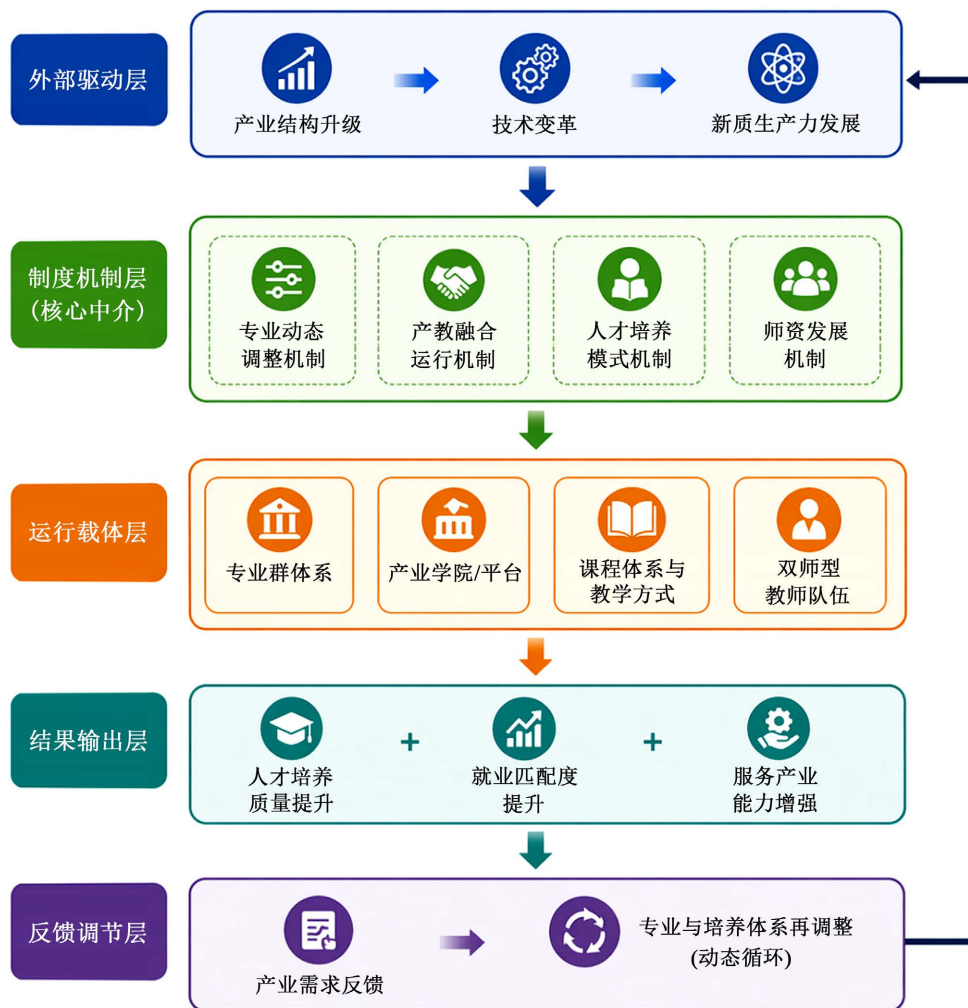 外部驱动层
产业结构升级
技术变革
新质生产力发展
制度机制层
(核心中介)
专业动态
调整机制
产教融合
运行机制
人才培养
模式机制
师资发展
机制
运行载体层
专业群体系
产业学院/平台
课程体系与
教学方式
双师型
教师队伍
结果输出层
人才培养
质量提升
+
就业匹配度
提升
+
服务产业
能力增强
反馈调节层
产业需求反馈
专业与培养体系再调整
(动态循环)